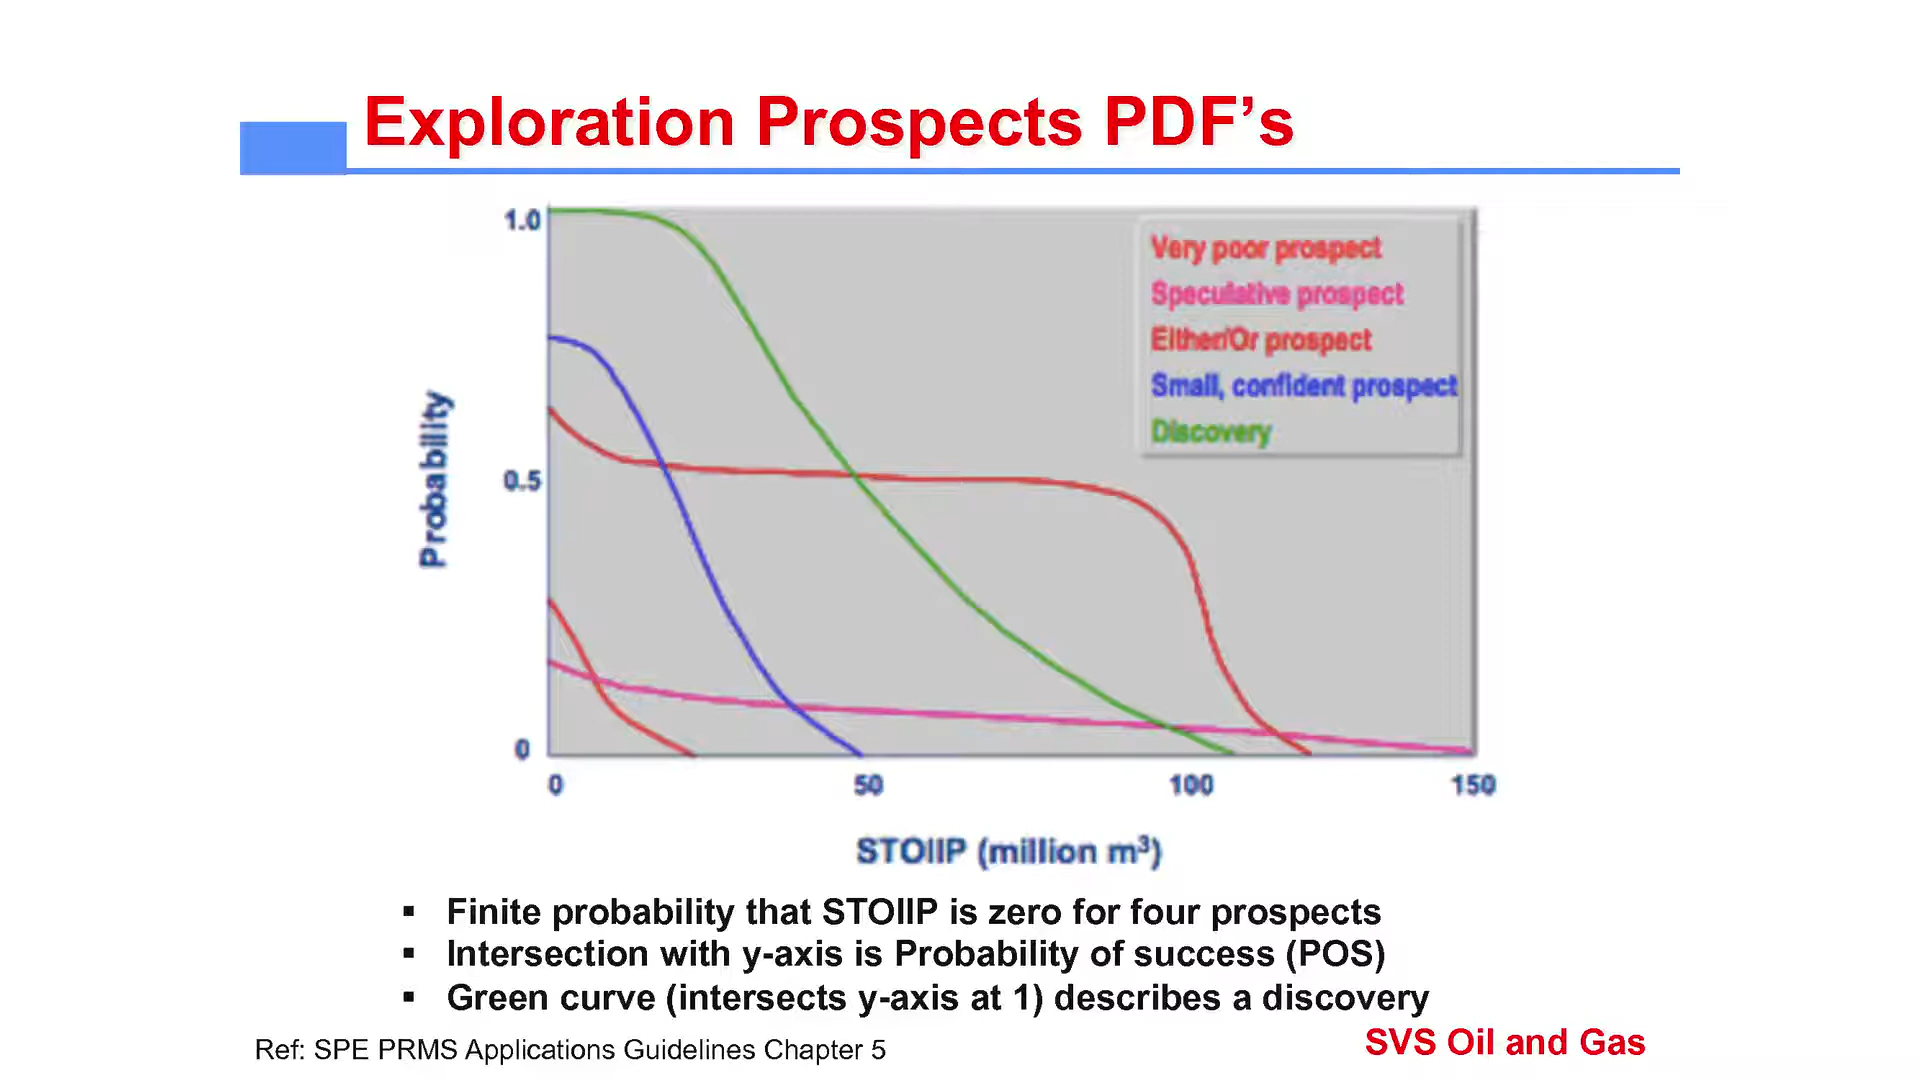 Exploration Prospects PDF’s
1.0
Very poor prospect
Speculative prospect
Either/Or prospect
Small, confident prospect
Discovery
Probability
0.5
0
0
50
100
150
STOIIP (million m³)
▪ Finite probability that STOIIP is zero for four prospects
▪ Intersection with y-axis is Probability of success (POS)
▪ Green curve (intersects y-axis at 1) describes a discovery
Ref: SPE PRMS Applications Guidelines Chapter 5
SVS Oil and Gas